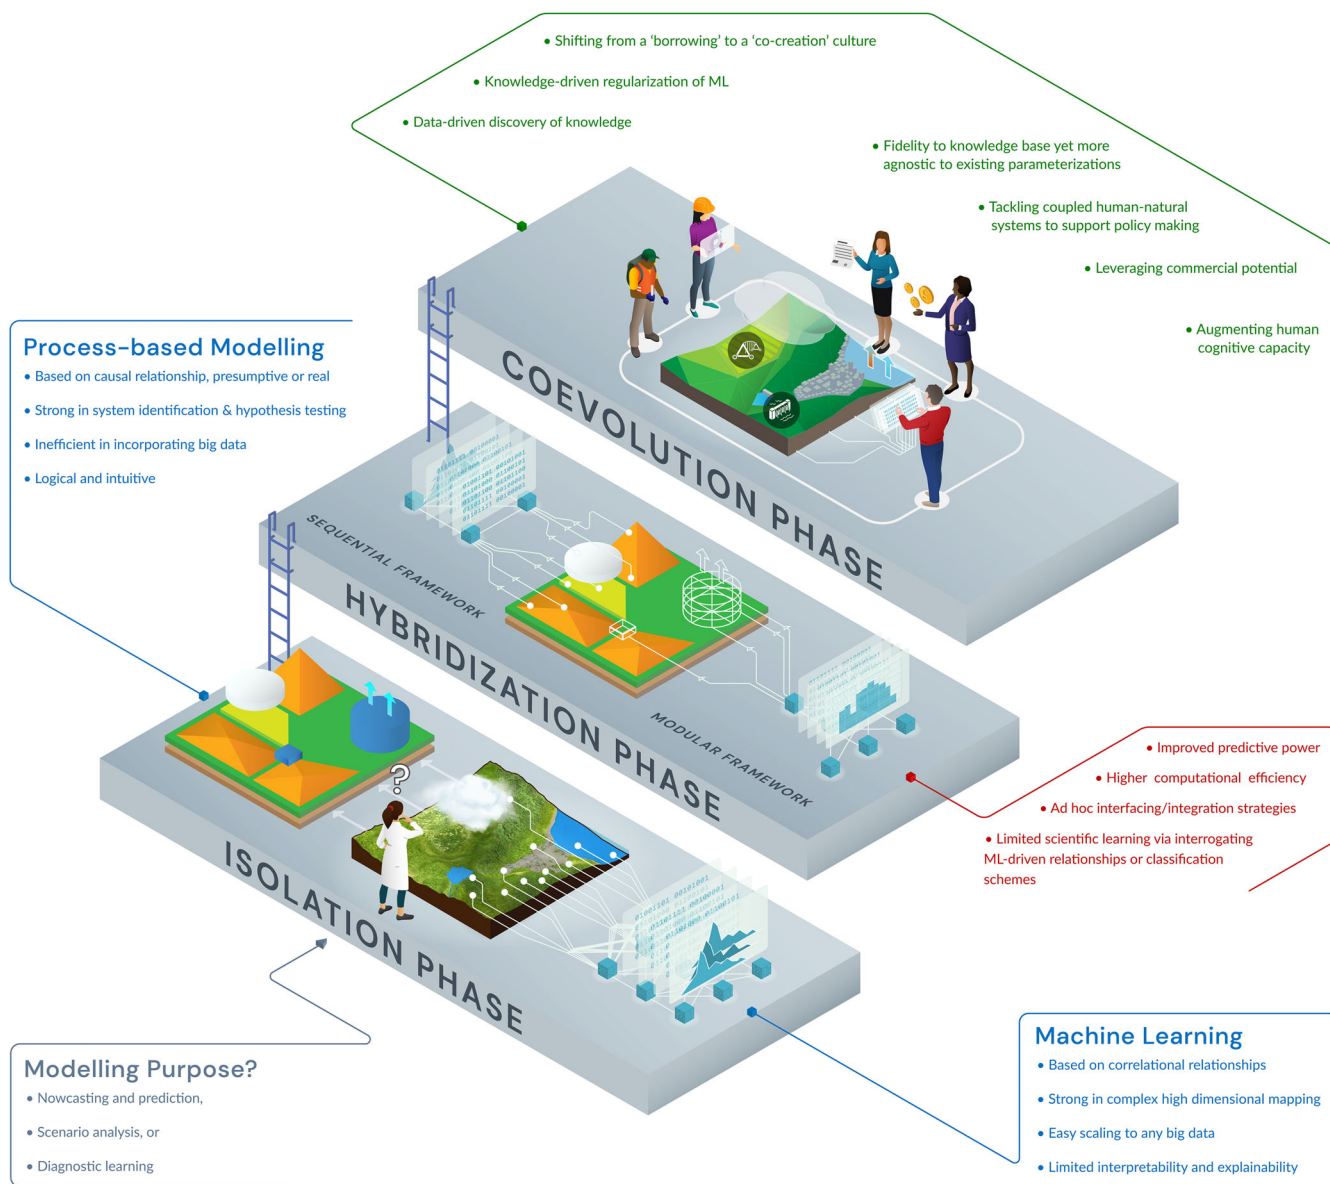 • Shifting from a ‘borrowing’ to a ‘co-creation’ culture
• Knowledge-driven regularization of ML
• Data-driven discovery of knowledge
• Fidelity to knowledge base yet more
agnostic to existing parameterizations
• Tackling coupled human-natural
systems to support policy making
• Leveraging commercial potential
• Augmenting human
cognitive capacity
COEVOLUTION PHASE
Process-based Modelling
• Based on causal relationship, presumptive or real
• Strong in system identification & hypothesis testing
• Inefficient in incorporating big data
• Logical and intuitive
SEQUENTIAL FRAMEWORK
HYBRIDIZATION PHASE
MODULAR FRAMEWORK
• Improved predictive power
• Higher computational efficiency
• Ad hoc interfacing/integration strategies
• Limited scientific learning via interrogating
ML-driven relationships or classification
schemes
?
ISOLATION PHASE
Modelling Purpose?
• Nowcasting and prediction,
• Scenario analysis, or
• Diagnostic learning
Machine Learning
• Based on correlational relationships
• Strong in complex high dimensional mapping
• Easy scaling to any big data
• Limited interpretability and explainability